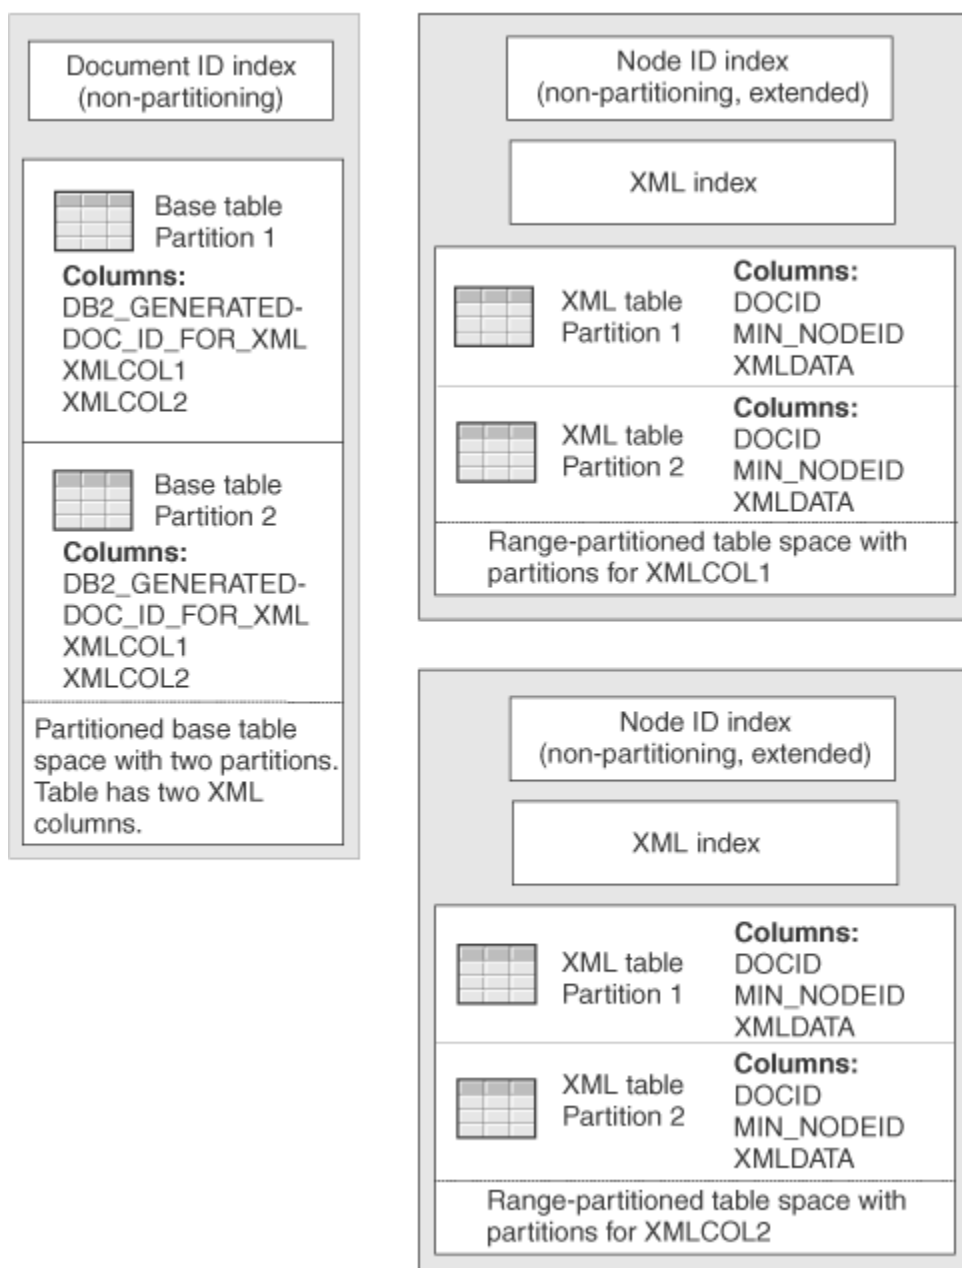 Document ID index
(non-partitioning)
Base table
Partition 1
Columns:
DB2_GENERATED-
DOC_ID_FOR_XML
XMLCOL1
XMLCOL2
Base table
Partition 2
Columns:
DB2_GENERATED-
DOC_ID_FOR_XML
XMLCOL1
XMLCOL2
Partitioned base table
space with two partitions.
Table has two XML
columns.
Node ID index
(non-partitioning, extended)
XML index
XML table
Partition 1
Columns:
DOCID
MIN_NODEID
XMLDATA
XML table
Partition 2
Columns:
DOCID
MIN_NODEID
XMLDATA
Range-partitioned table space with
partitions for XMLCOL1
Node ID index
(non-partitioning, extended)
XML index
XML table
Partition 1
Columns:
DOCID
MIN_NODEID
XMLDATA
XML table
Partition 2
Columns:
DOCID
MIN_NODEID
XMLDATA
Range-partitioned table space with
partitions for XMLCOL2